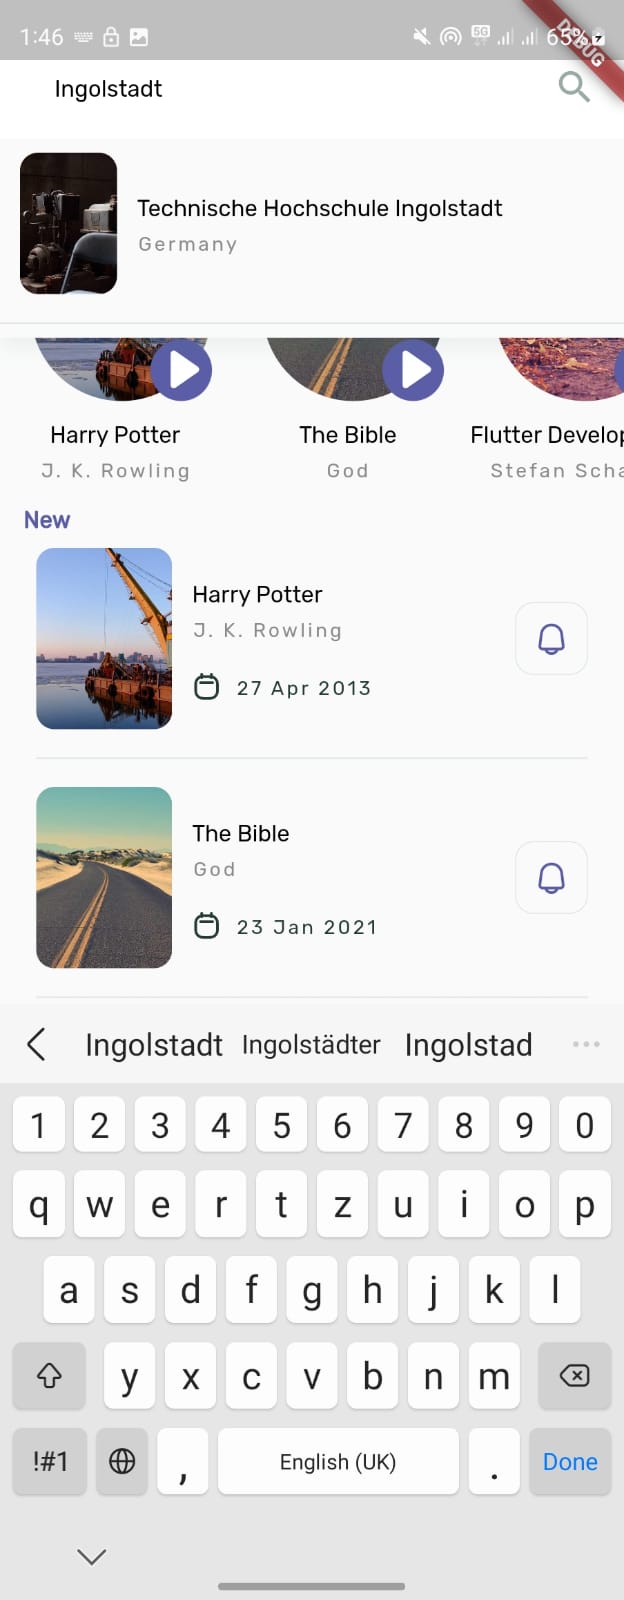 1:46
5G
65%
DEBUG
Ingolstadt
Technische Hochschule Ingolstadt
Germany
Harry Potter
The Bible
Flutter Develop
J. K. Rowling
God
Stefan Scha
New
Harry Potter
J. K. Rowling
27 Apr 2013
The Bible
God
23 Jan 2021
Ingolstadt Ingolstädter Ingolstad
1 2 3 4 5 6 7 8 9 0
q w e r t z u i o p
a s d f g h j k l
y x c v b n m
!#1 , English (UK) . Done